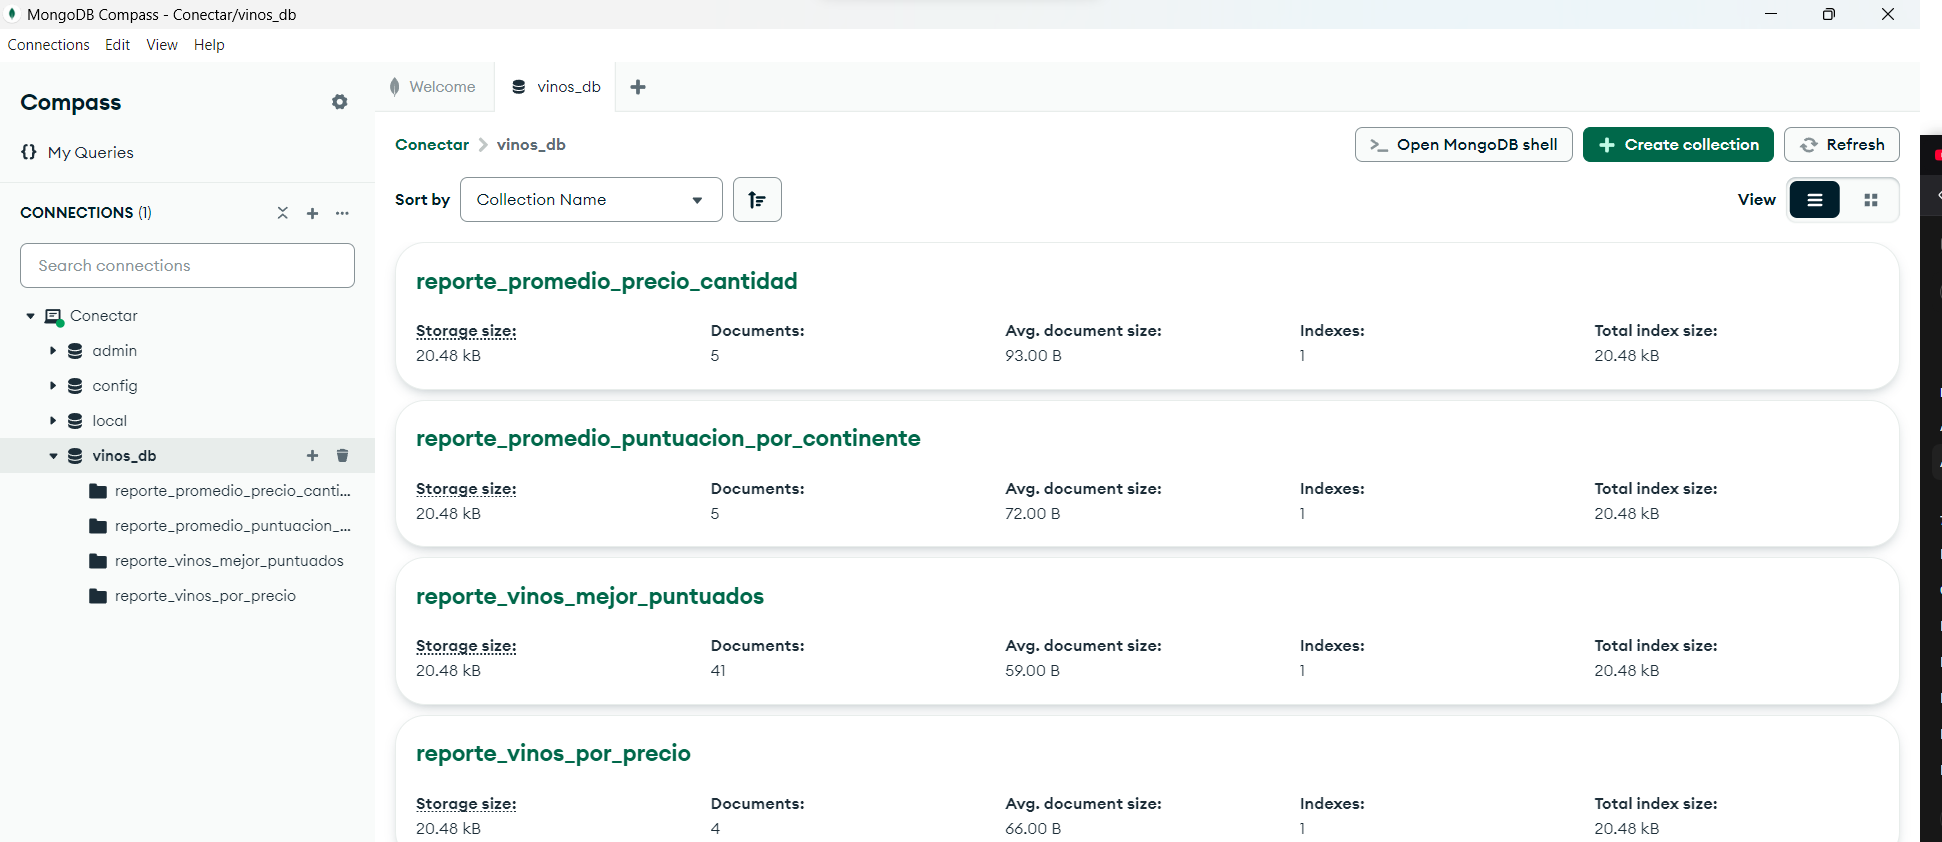 MongoDB Compass - Conectar/vinos_db
Connections Edit View Help
Compass
My Queries
CONNECTIONS (1)
Search connections
Conectar
admin
config
local
vinos_db
reporte_promedio_precio_canti...
reporte_promedio_puntuacion_...
reporte_vinos_mejor_puntuados
reporte_vinos_por_precio
Welcome
vinos_db
Conectar > vinos_db
>_ Open MongoDB shell
+ Create collection
Refresh
Sort by Collection Name
View
reporte_promedio_precio_cantidad
Storage size: Documents: Avg. document size: Indexes: Total index size:
20.48 kB 5 93.00 B 1 20.48 kB
reporte_promedio_puntuacion_por_continente
Storage size: Documents: Avg. document size: Indexes: Total index size:
20.48 kB 5 72.00 B 1 20.48 kB
reporte_vinos_mejor_puntuados
Storage size: Documents: Avg. document size: Indexes: Total index size:
20.48 kB 41 59.00 B 1 20.48 kB
reporte_vinos_por_precio
Storage size: Documents: Avg. document size: Indexes: Total index size:
20.48 kB 4 66.00 B 1 20.48 kB